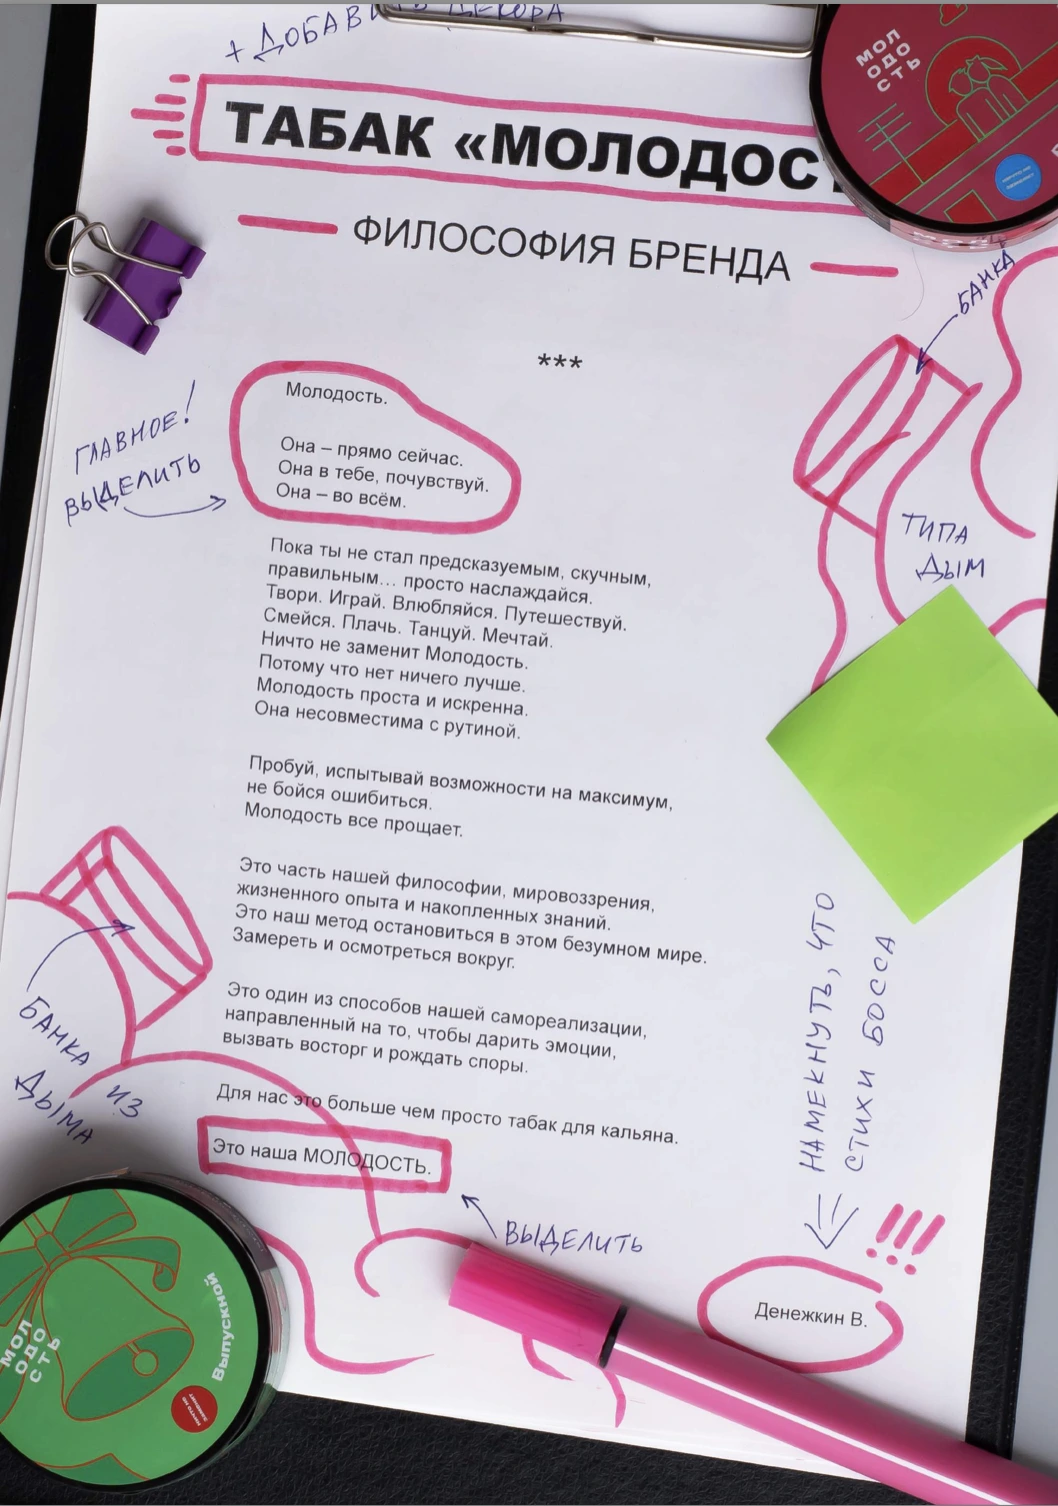 + ДОБАВИТЬ ДЕКОРА
ТАБАК «МОЛОДОСТ
ФИЛОСОФИЯ БРЕНДА
***
МОЛ
ОДО
СТЬ
БАНКА
Молодость.
ГЛАВНОЕ!
ВЫДЕЛИТЬ
Она – прямо сейчас.
Она в тебе, почувствуй.
Она – во всём.
ТИПА
ДЫМ
Пока ты не стал предсказуемым, скучным,
правильным... просто наслаждайся.
Твори. Играй. Влюбляйся. Путешествуй.
Смейся. Плачь. Танцуй. Мечтай.
Ничто не заменит Молодость.
Потому что нет ничего лучше.
Молодость проста и искренна.
Она несовместима с рутиной.
Пробуй, испытывай возможности на максимум,
не бойся ошибиться.
Молодость все прощает.
Это часть нашей философии, мировоззрения,
жизненного опыта и накопленных знаний.
Это наш метод остановиться в этом безумном мире.
Замереть и осмотреться вокруг.
Это один из способов нашей самореализации,
направленный на то, чтобы дарить эмоции,
вызвать восторг и рождать споры.
БАНКА ИЗ
ДЫМА
НАМЕКНУТЬ, ЧТО
СТИХИ БОССА
Для нас это больше чем просто табак для кальяна.
Это наша МОЛОДОСТЬ.
ВЫДЕЛИТЬ
!!!
Денежкин В.
МОЛ
ОДО
СТЬ
Выпускной
НИЧТО НЕ
ЗАМЕНИТ